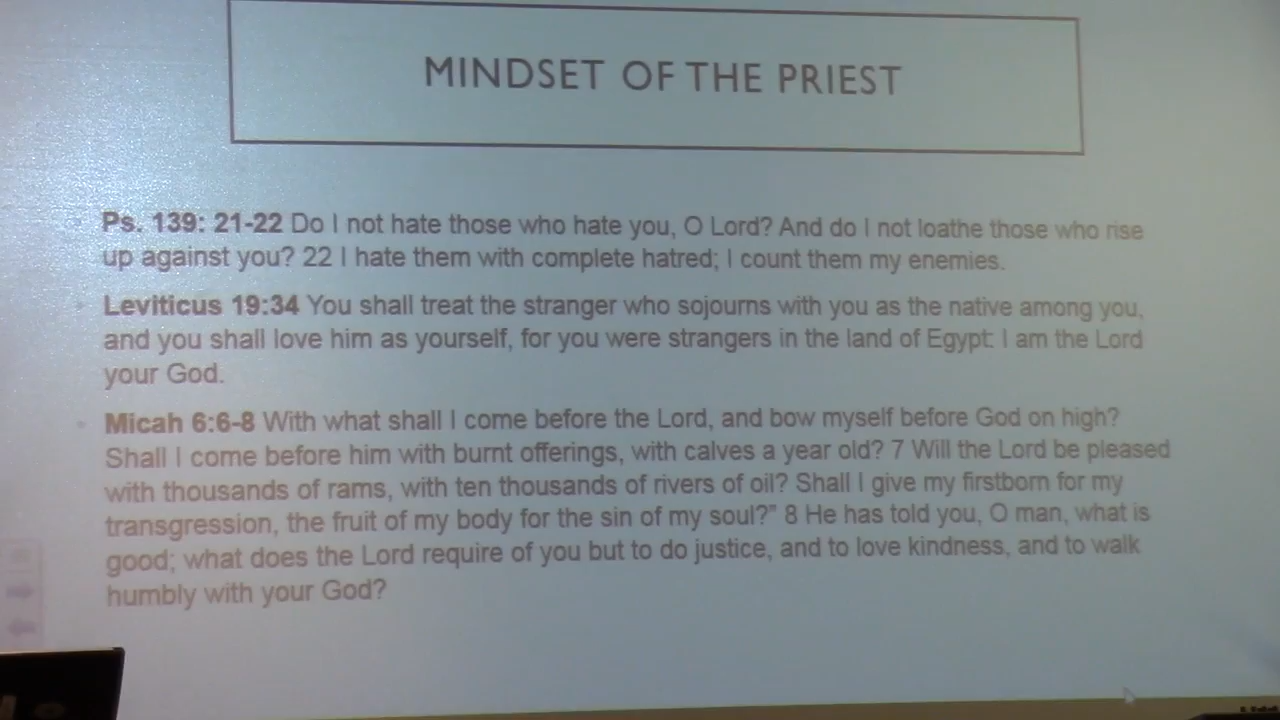 MINDSET OF THE PRIEST
Ps. 139: 21-22 Do I not hate those who hate you, O Lord? And do I not loathe those who rise
up against you? 22 I hate them with complete hatred; I count them my enemies.
Leviticus 19:34 You shall treat the stranger who sojourns with you as the native among you,
and you shall love him as yourself, for you were strangers in the land of Egypt: I am the Lord
your God.
Micah 6:6-8 With what shall I come before the Lord, and bow myself before God on high?
Shall I come before him with burnt offerings, with calves a year old? 7 Will the Lord be pleased
with thousands of rams, with ten thousands of rivers of oil? Shall I give my firstborn for my
transgression, the fruit of my body for the sin of my soul?" 8 He has told you, O man, what is
good; what does the Lord require of you but to do justice, and to love kindness, and to walk
humbly with your God?